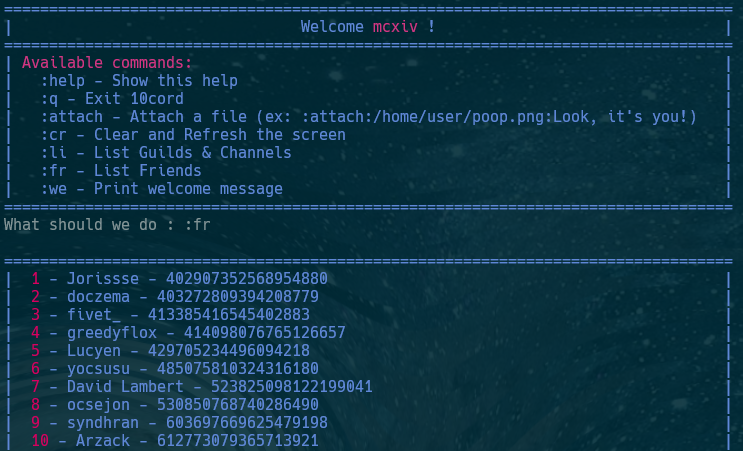 ================================================================================
| Welcome mcxiv ! |
================================================================================
| Available commands: |
| :help - Show this help |
| :q - Exit 10cord |
| :attach - Attach a file (ex: :attach:/home/user/poop.png:Look, it's you!) |
| :cr - Clear and Refresh the screen |
| :li - List Guilds & Channels |
| :fr - List Friends |
| :we - Print welcome message |
================================================================================
What should we do : :fr
================================================================================
| 1 - Jorissse - 402907352568954880 |
| 2 - doczema - 403272809394208779 |
| 3 - fivet_ - 413385416545402883 |
| 4 - greedyflox - 414098076765126657 |
| 5 - Lucyen - 429705234496094218 |
| 6 - yocsusu - 485075810324316180 |
| 7 - David Lambert - 523825098122199041 |
| 8 - ocsejon - 530850768740286490 |
| 9 - syndhran - 603697669625479198 |
| 10 - Arzack - 612773079365713921 |